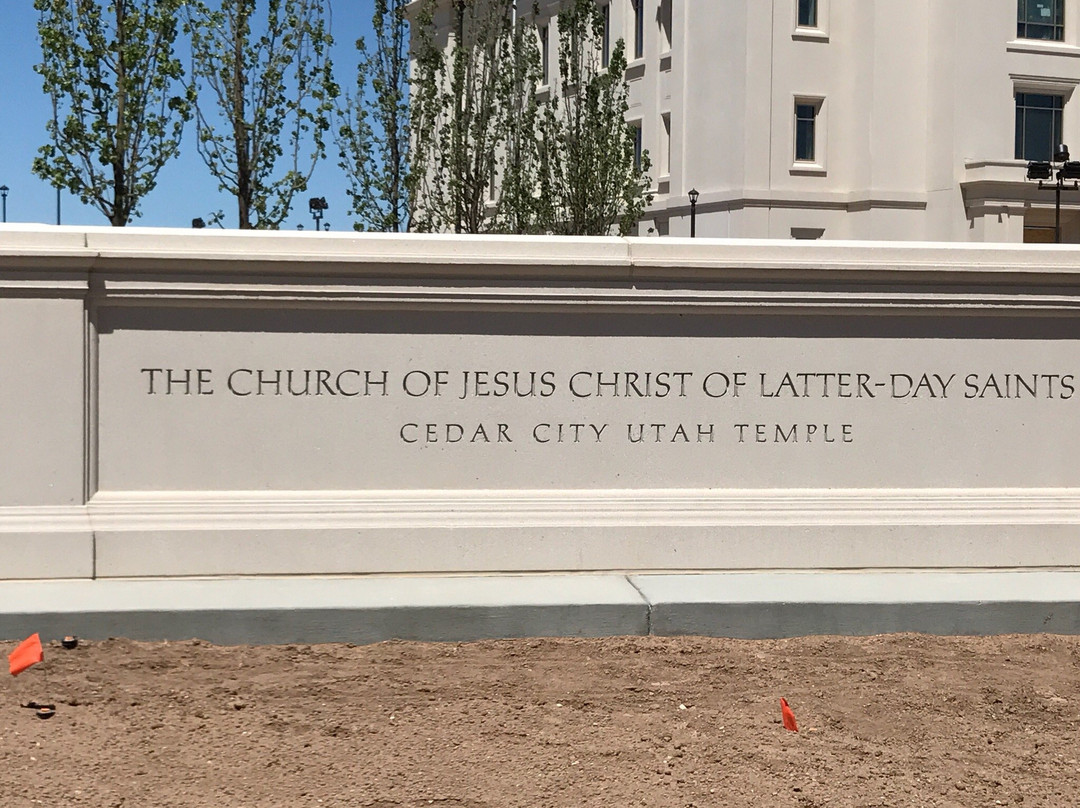 THE CHURCH OF JESUS CHRIST OF LATTER-DAY SAINTS
CEDAR CITY UTAH TEMPLE